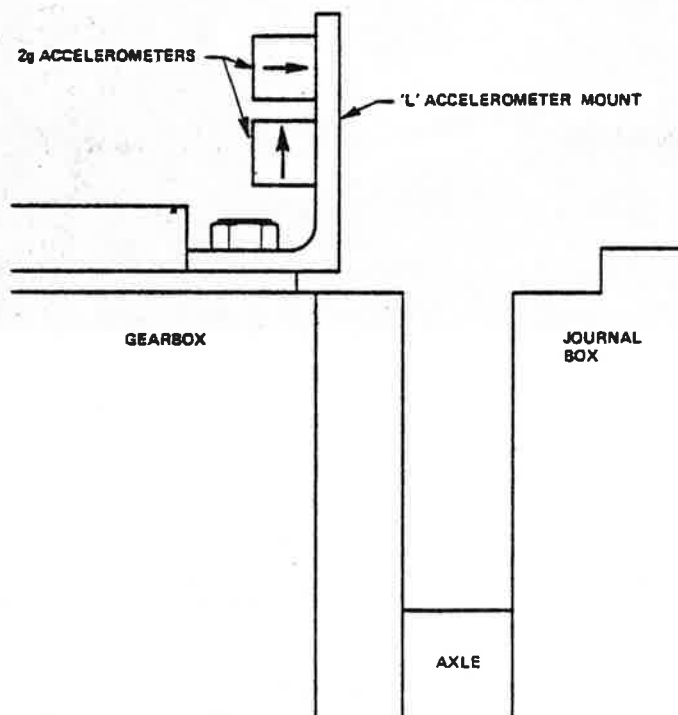 2g ACCELEROMETERS
'L' ACCELEROMETER MOUNT
GEARBOX
JOURNAL
BOX
AXLE